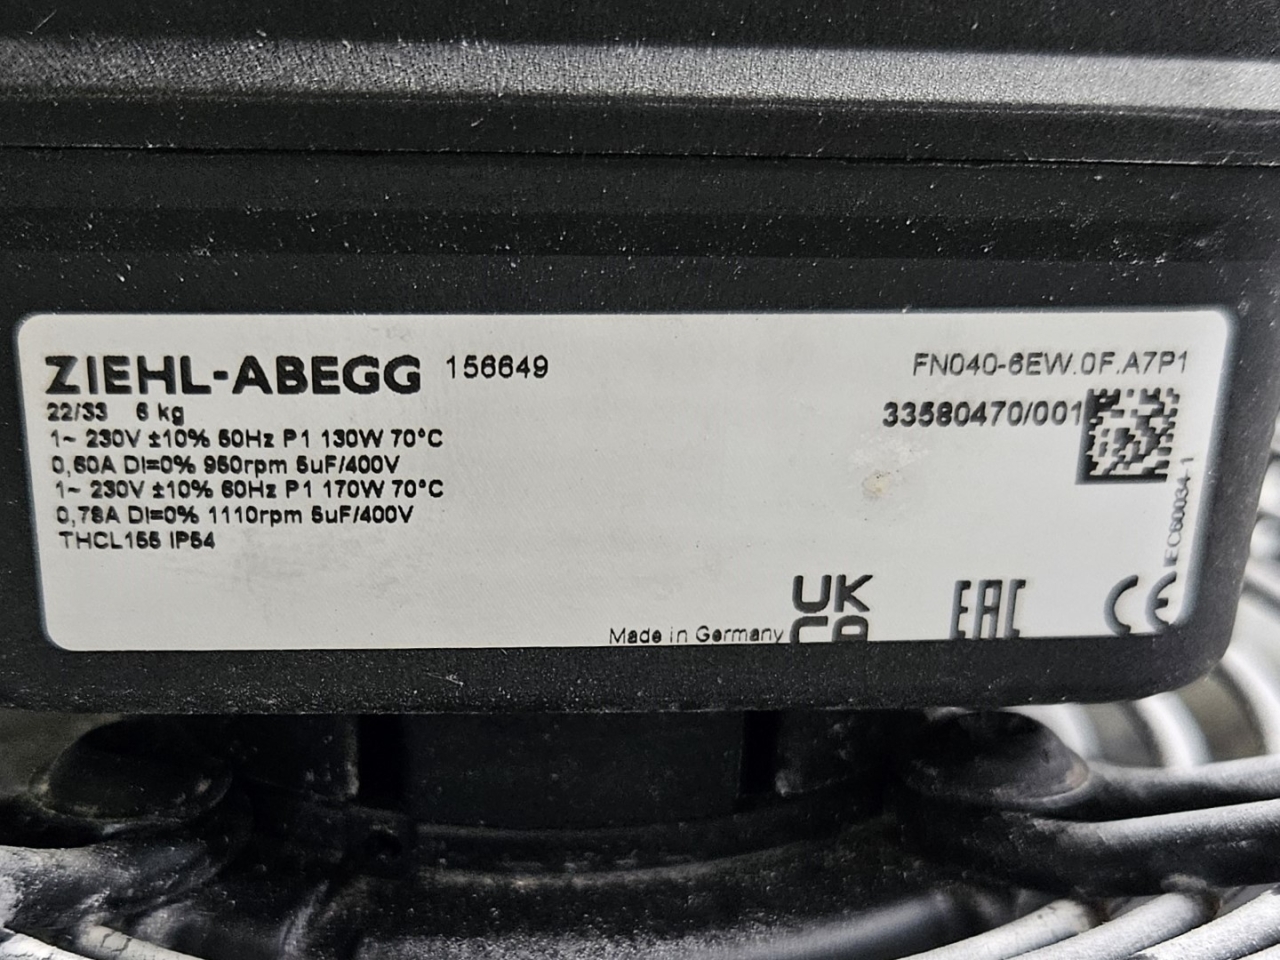 ZIEHL-ABEGG 156649
FN040-6EW.0F.A7P1
22/33 6 kg
33580470/001
1~ 230V ±10% 50Hz P1 130W 70°C
0,60A DI=0% 950rpm 5uF/400V
1~ 230V ±10% 60Hz P1 170W 70°C
0,78A DI=0% 1110rpm 5uF/400V
THCL155 IP54
IEC60034-1
Made in Germany
UK
CA
EAC
CE